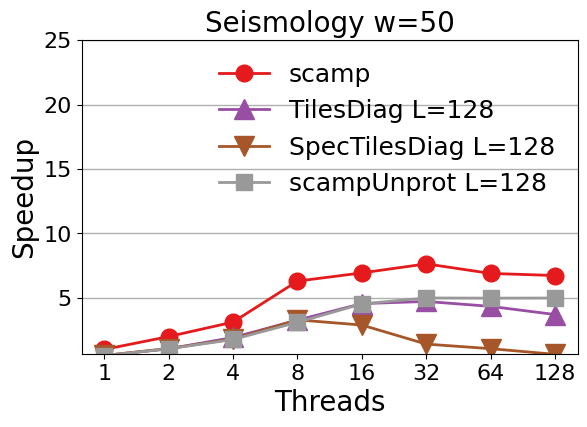 Seismology w=50
25
20
15
10
5
Speedup
scamp
TilesDiag L=128
SpecTilesDiag L=128
scampUnprot L=128
1 2 4 8 16 32 64 128
Threads